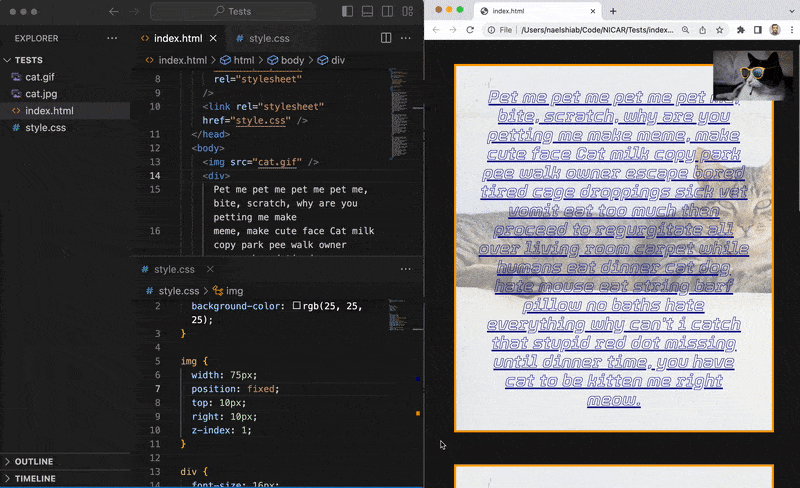 Tests
EXPLORER
TESTS
cat.gif
cat.jpg
index.html
style.css
OUTLINE
TIMELINE
index.html
style.css
index.html > html > body > div
8 rel="stylesheet"
9 />
10 <link rel="stylesheet"
href="style.css" />
11 </head>
12 <body>
13 <img src="cat.gif" />
14 <div>
15 Pet me pet me pet me pet me,
bite, scratch, why are you
petting me make
16 meme, make cute face Cat milk
copy park pee walk owner
style.css
style.css > img
2 background-color: rgb(25, 25,
25);
3 }
4
5 img {
6 width: 75px;
7 position: fixed;
8 top: 10px;
9 right: 10px;
10 z-index: 1;
11 }
12
13 div {
14 font-size: 16px;
index.html
File /Users/naelshiab/Code/NICAR/Tests/index...
Pet me pet me pet me pet me,
bite, scratch, why are you
petting me make meme, make
cute face Cat milk copy park
pee walk owner escape bored
tired cage droppings sick vet
vomit eat too much then
proceed to regurgitate all
over living room carpet while
humans eat dinner Cat dog
hate mouse eat string barf
pillow no baths hate
everything why can't i catch
that stupid red dot missing
until dinner time, you have
cat to be kitten me right
meow.